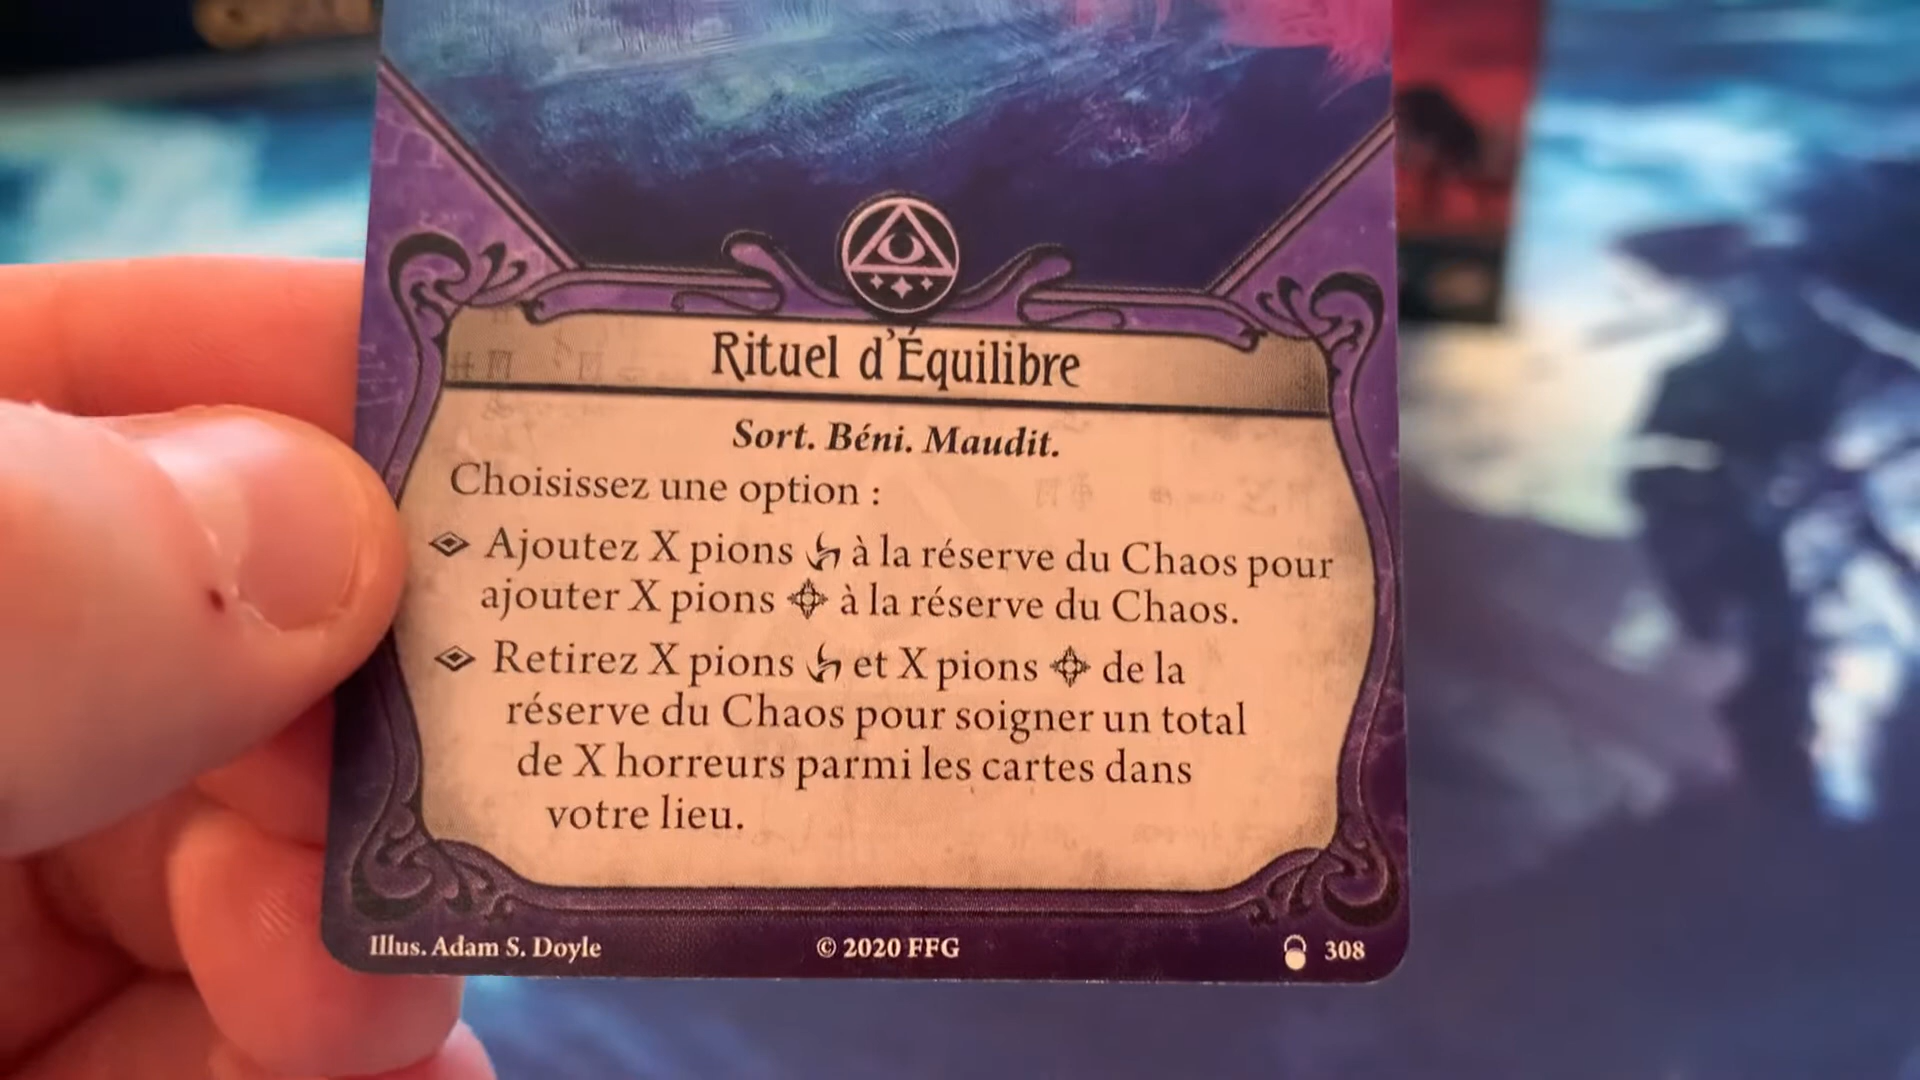 Rituel d'Équilibre
Sort. Béni. Maudit.
Choisissez une option :
Ajoutez X pions à la réserve du Chaos pour
ajouter X pions à la réserve du Chaos.
Retirez X pions et X pions de la
réserve du Chaos pour soigner un total
de X horreurs parmi les cartes dans
votre lieu.
Illus. Adam S. Doyle
© 2020 FFG
308